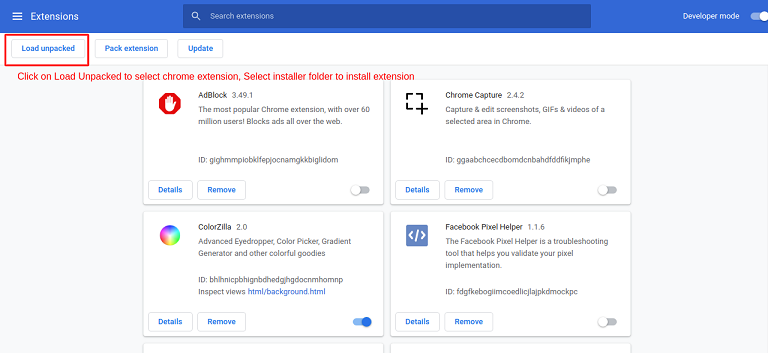 Extensions
Search extensions
Developer mode
Load unpacked
Pack extension
Update
Click on Load Unpacked to select chrome extension, Select installer folder to install extension
AdBlock 3.49.1
The most popular Chrome extension, with over 60
million users! Blocks ads all over the web.
ID: gighmmpiobklfepjocnamgkkbiglidom
Details
Remove
Chrome Capture 2.4.2
Capture & edit screenshots, GIFs & videos of a
selected area in Chrome.
ID: ggaabchcecdbomdcnbahdfddfikjmphe
Details
Remove
ColorZilla 2.0
Advanced Eyedropper, Color Picker, Gradient
Generator and other colorful goodies
ID: bhlhnicpbhignbdhedgjhgdocnmhomnp
Inspect views html/background.html
Details
Remove
Facebook Pixel Helper 1.1.6
The Facebook Pixel Helper is a troubleshooting
tool that helps you validate your pixel
implementation.
ID: fdgfkebogiimcoedlicjlajpkdmockpc
Details
Remove